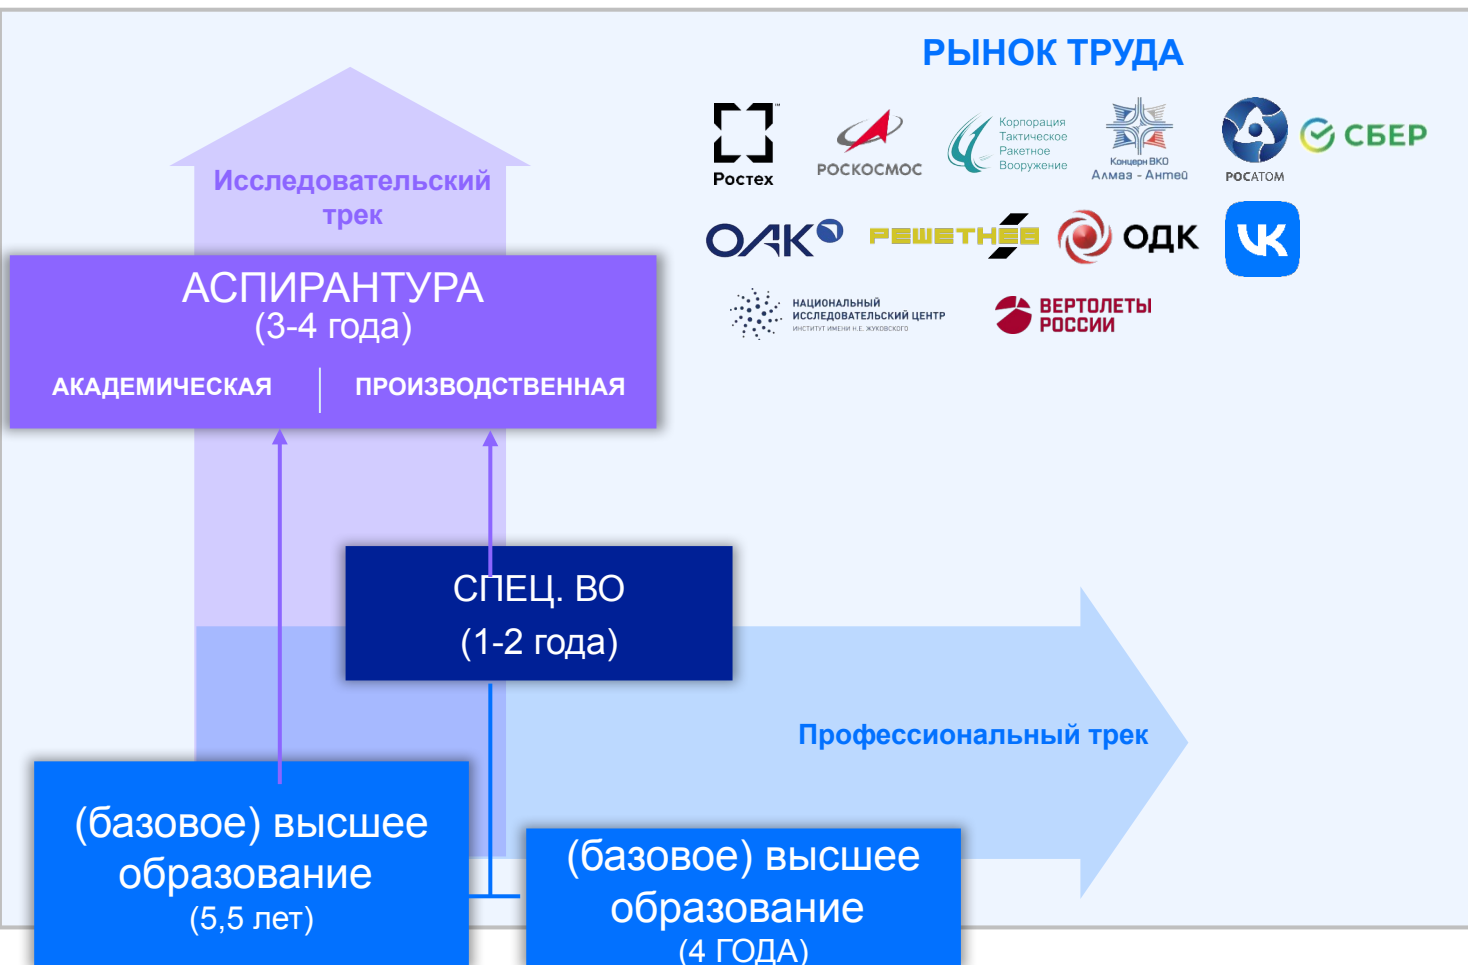 РЫНОК ТРУДА
Ростех
РОСКОСМОС
Корпорация
Тактическое
Ракетное
Вооружение
Концерн ВКО
Алмаз - Антей
РОСАТОМ
СБЕР
ОАК
РЕШЕТНЁВ
ОДК
НАЦИОНАЛЬНЫЙ
ИССЛЕДОВАТЕЛЬСКИЙ ЦЕНТР
ИНСТИТУТ ИМЕНИ Н.Е. ЖУКОВСКОГО
ВЕРТОЛЕТЫ
РОССИИ
Исследовательский
трек
АСПИРАНТУРА
(3-4 года)
АКАДЕМИЧЕСКАЯ
ПРОИЗВОДСТВЕННАЯ
СПЕЦ. ВО
(1-2 года)
Профессиональный трек
(базовое) высшее
образование
(5,5 лет)
(базовое) высшее
образование
(4 ГОДА)